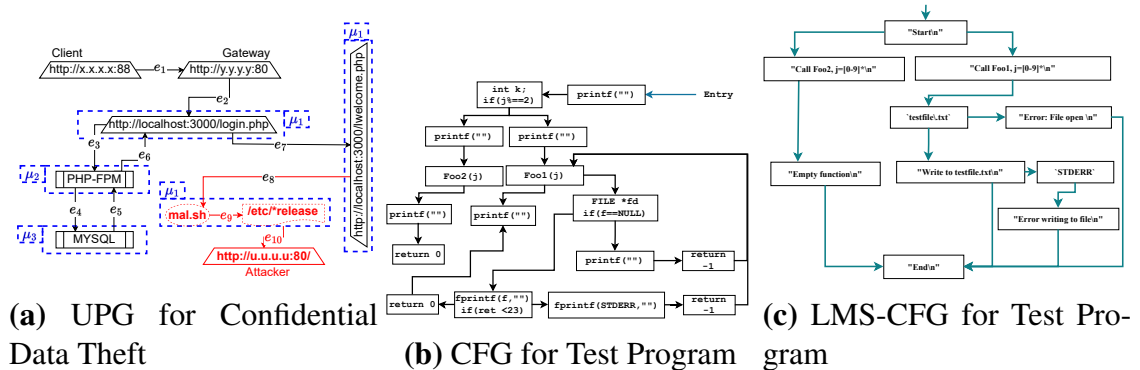 Client
http://x.x.x.x:88
e1
Gateway
http://y.y.y.y:80
e2
μ1
http://localhost:3000/login.php
μ1
e3
e6
e7
http://localhost:3000/lwelcome.php
μ2
PHP-FPM
μ1
e8
mal.sh
e9
/etc/*release
e4
e5
μ3
MYSQL
e10
http://u.u.u.u:80/
Attacker
(a) UPG for Confidential
Data Theft
int k;
if(j%==2)
printf("")
Entry
printf("")
printf("")
Foo2(j)
Foo1(j)
printf("")
printf("")
FILE *fd
if(f==NULL)
return 0
printf("")
return
-1
return 0
fprintf(f,"")
if(ret <23)
fprintf(STDERR,"")
return
-1
(b) CFG for Test Program
"Start\n"
"Call Foo2, j=[0-9]*\n"
"Call Foo1, j=[0-9]*\n"
`testfile\.txt`
"Error: File open \n"
"Empty function\n"
"Write to testfile.txt\n"
`STDERR`
"Error writing to file\n"
"End\n"
(c) LMS-CFG for Test Pro-
gram